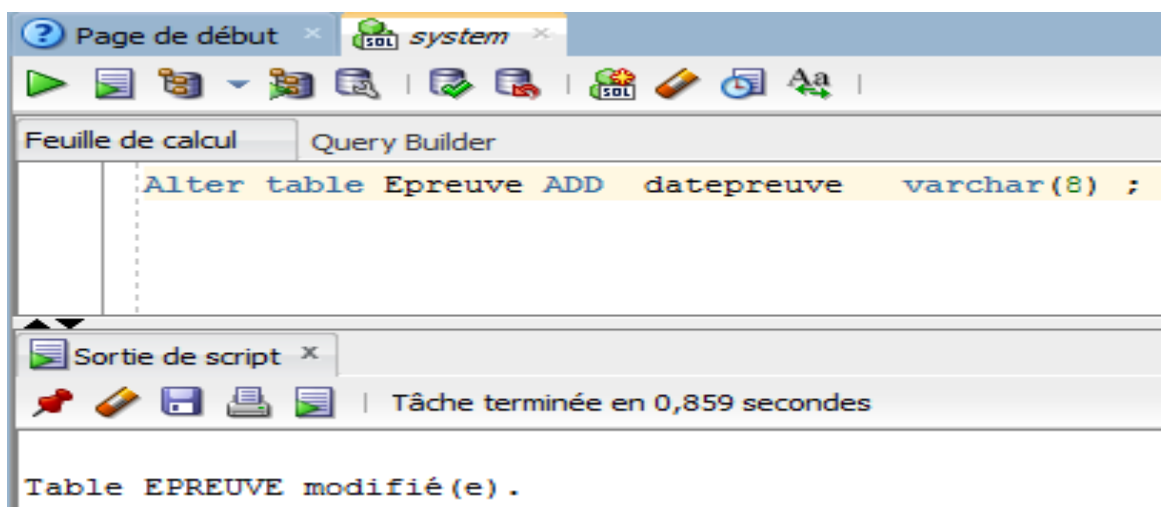 Page de début system
Feuille de calcul Query Builder
Alter table Epreuve ADD datepreuve varchar(8) ;
Sortie de script
Tâche terminée en 0,859 secondes
Table EPREUVE modifié(e).